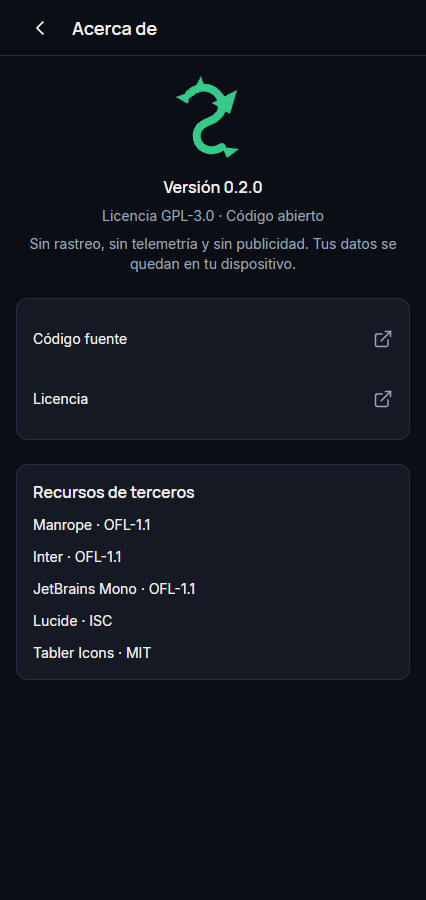 Acerca de
Versión 0.2.0
Licencia GPL-3.0 · Código abierto
Sin rastreo, sin telemetría y sin publicidad. Tus datos se
quedan en tu dispositivo.
Código fuente
Licencia
Recursos de terceros
Manrope · OFL-1.1
Inter · OFL-1.1
JetBrains Mono · OFL-1.1
Lucide · ISC
Tabler Icons · MIT